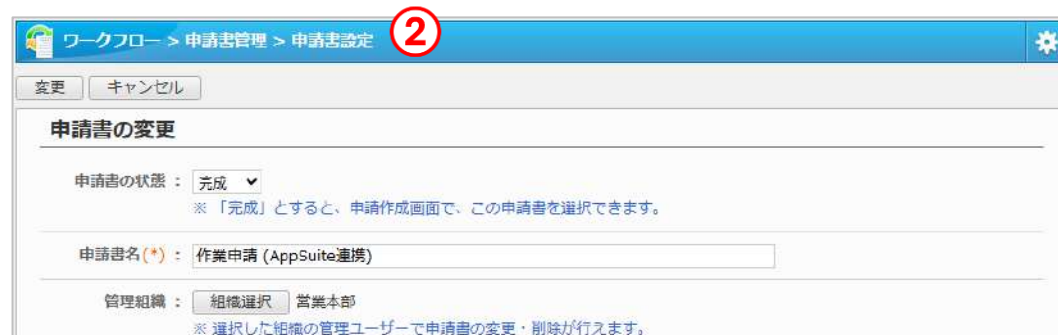 ワークフロー > 申請書管理 > 申請書設定 ②
変更 キャンセル
申請書の変更
申請書の状態 : 完成
※ 「完成」とすると、申請作成画面で、この申請書を選択できます。
申請書名(*) : 作業申請 (AppSuite連携)
管理組織 : 組織選択 営業本部
※ 選択した組織の管理ユーザーで申請書の変更・削除が行えます。